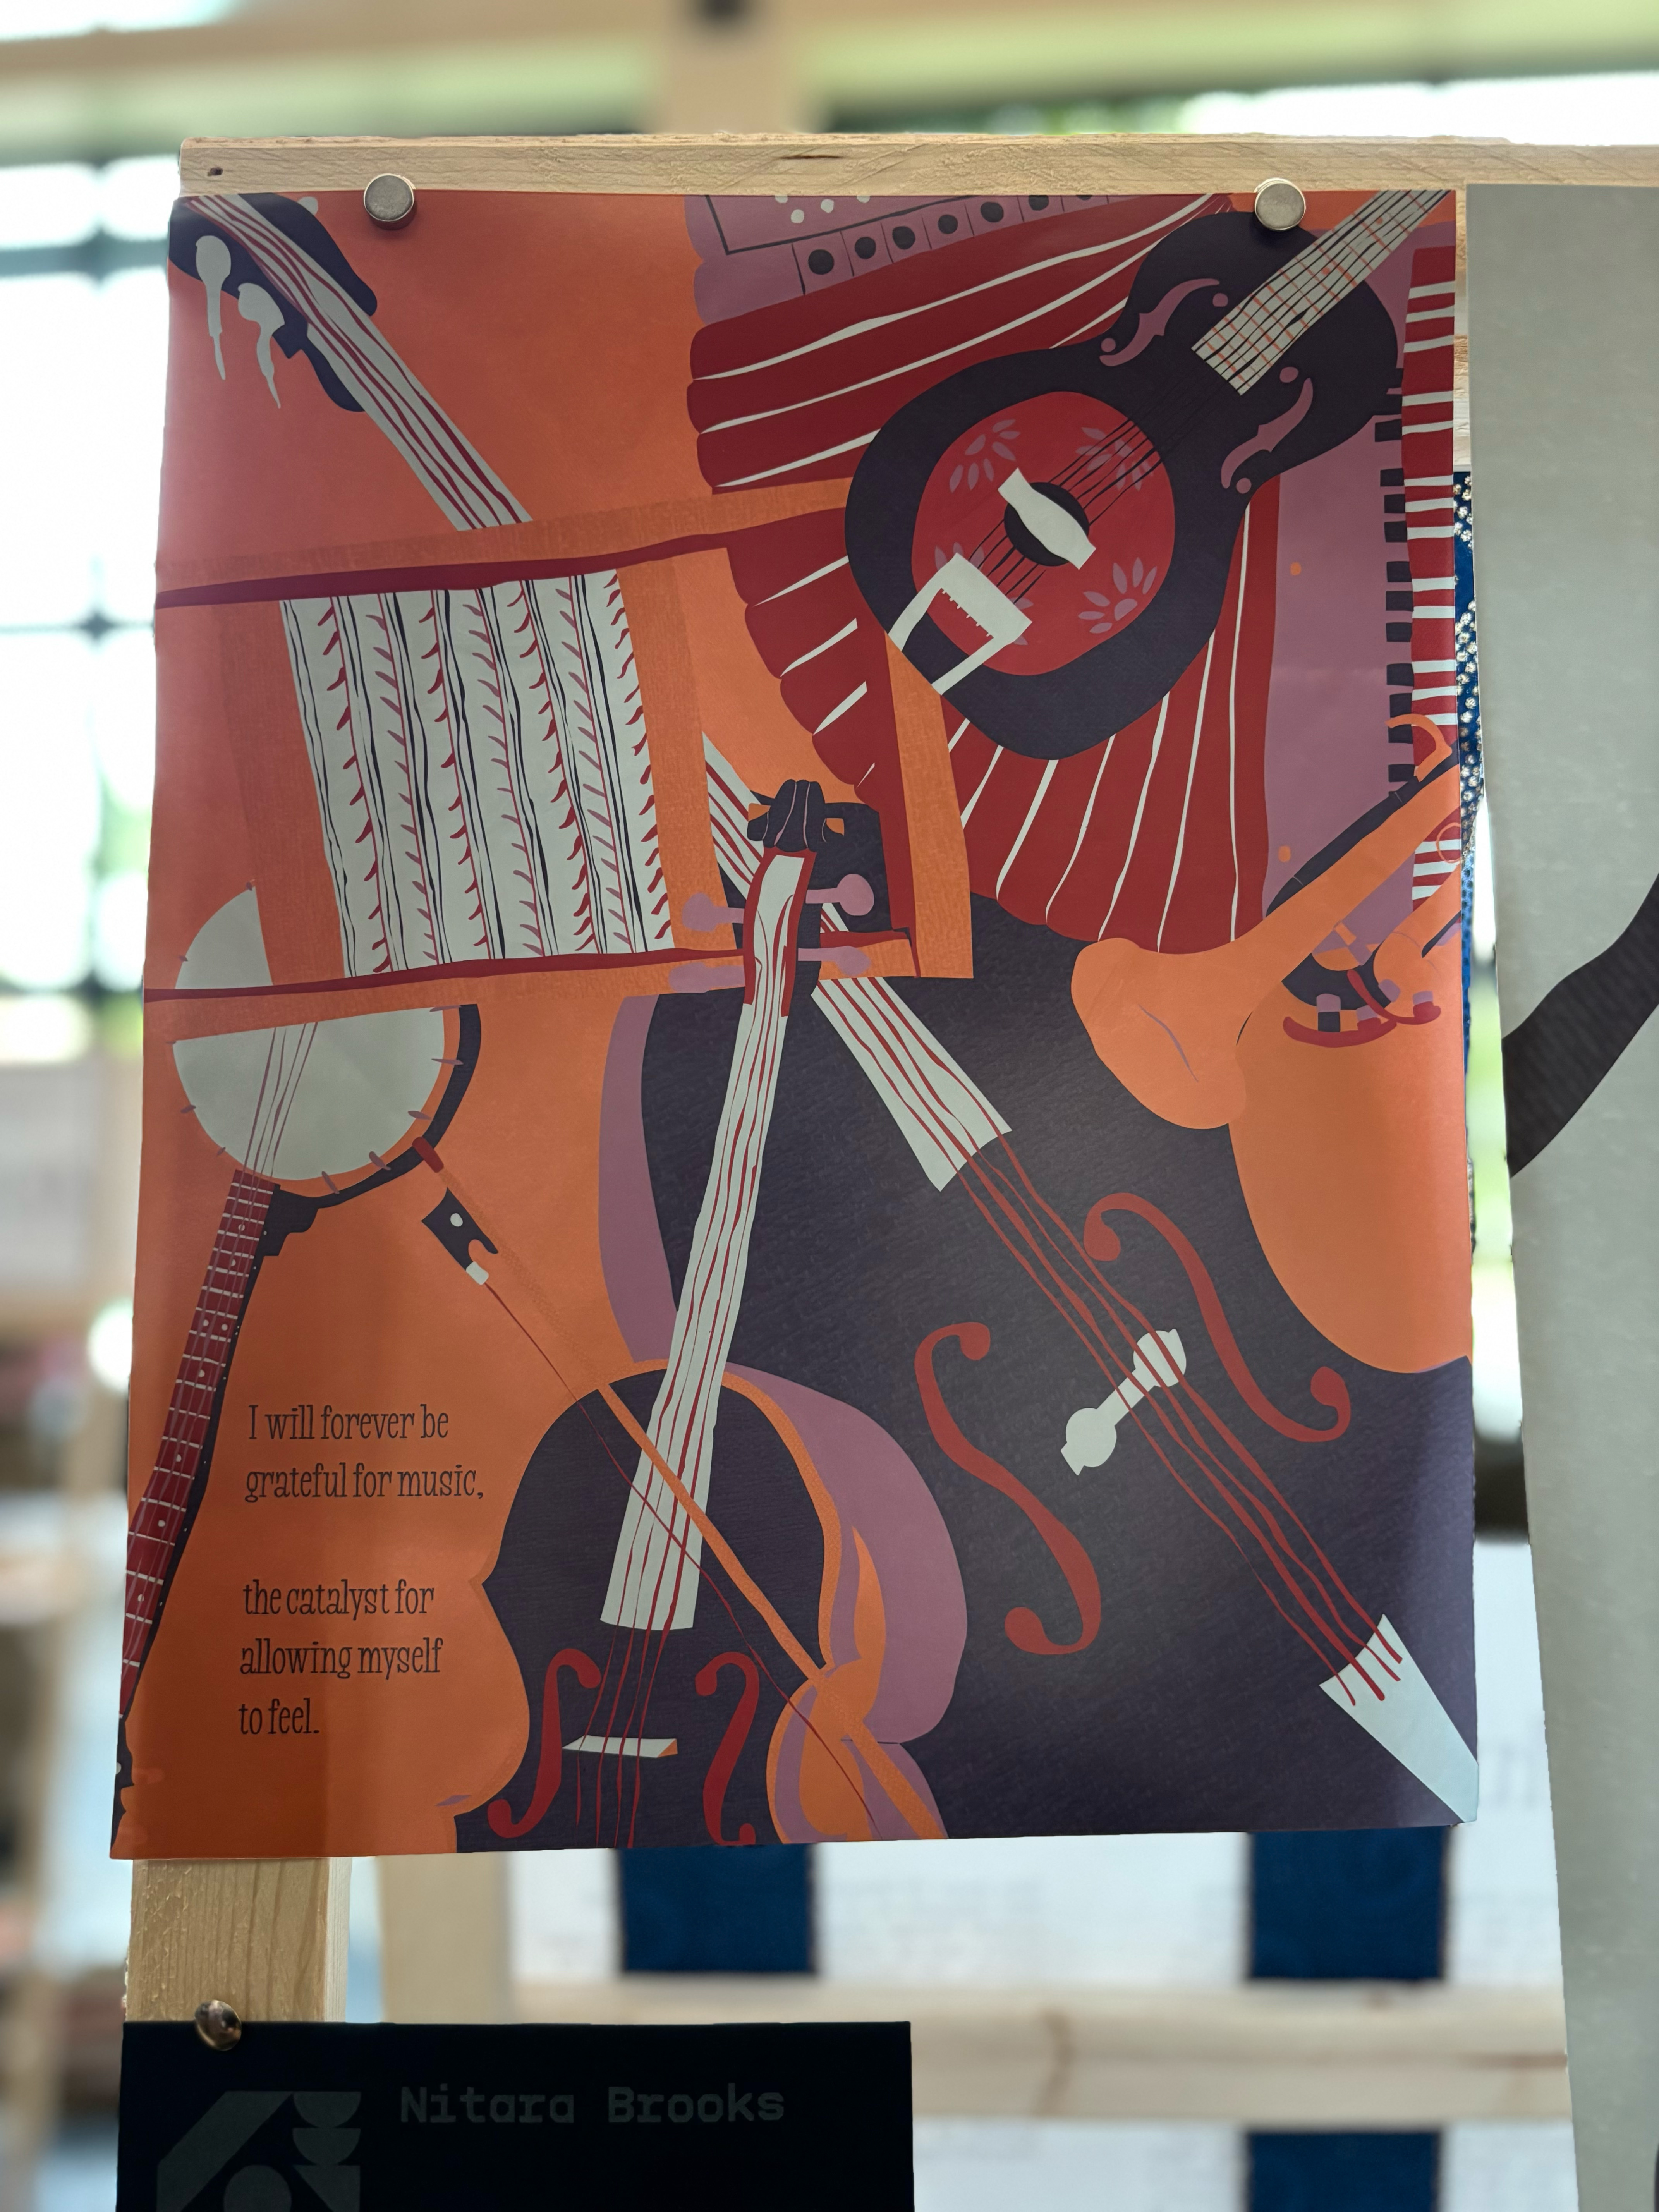 I will forever be
grateful for music,
the catalyst for
allowing myself
to feel.
Nitara Brooks